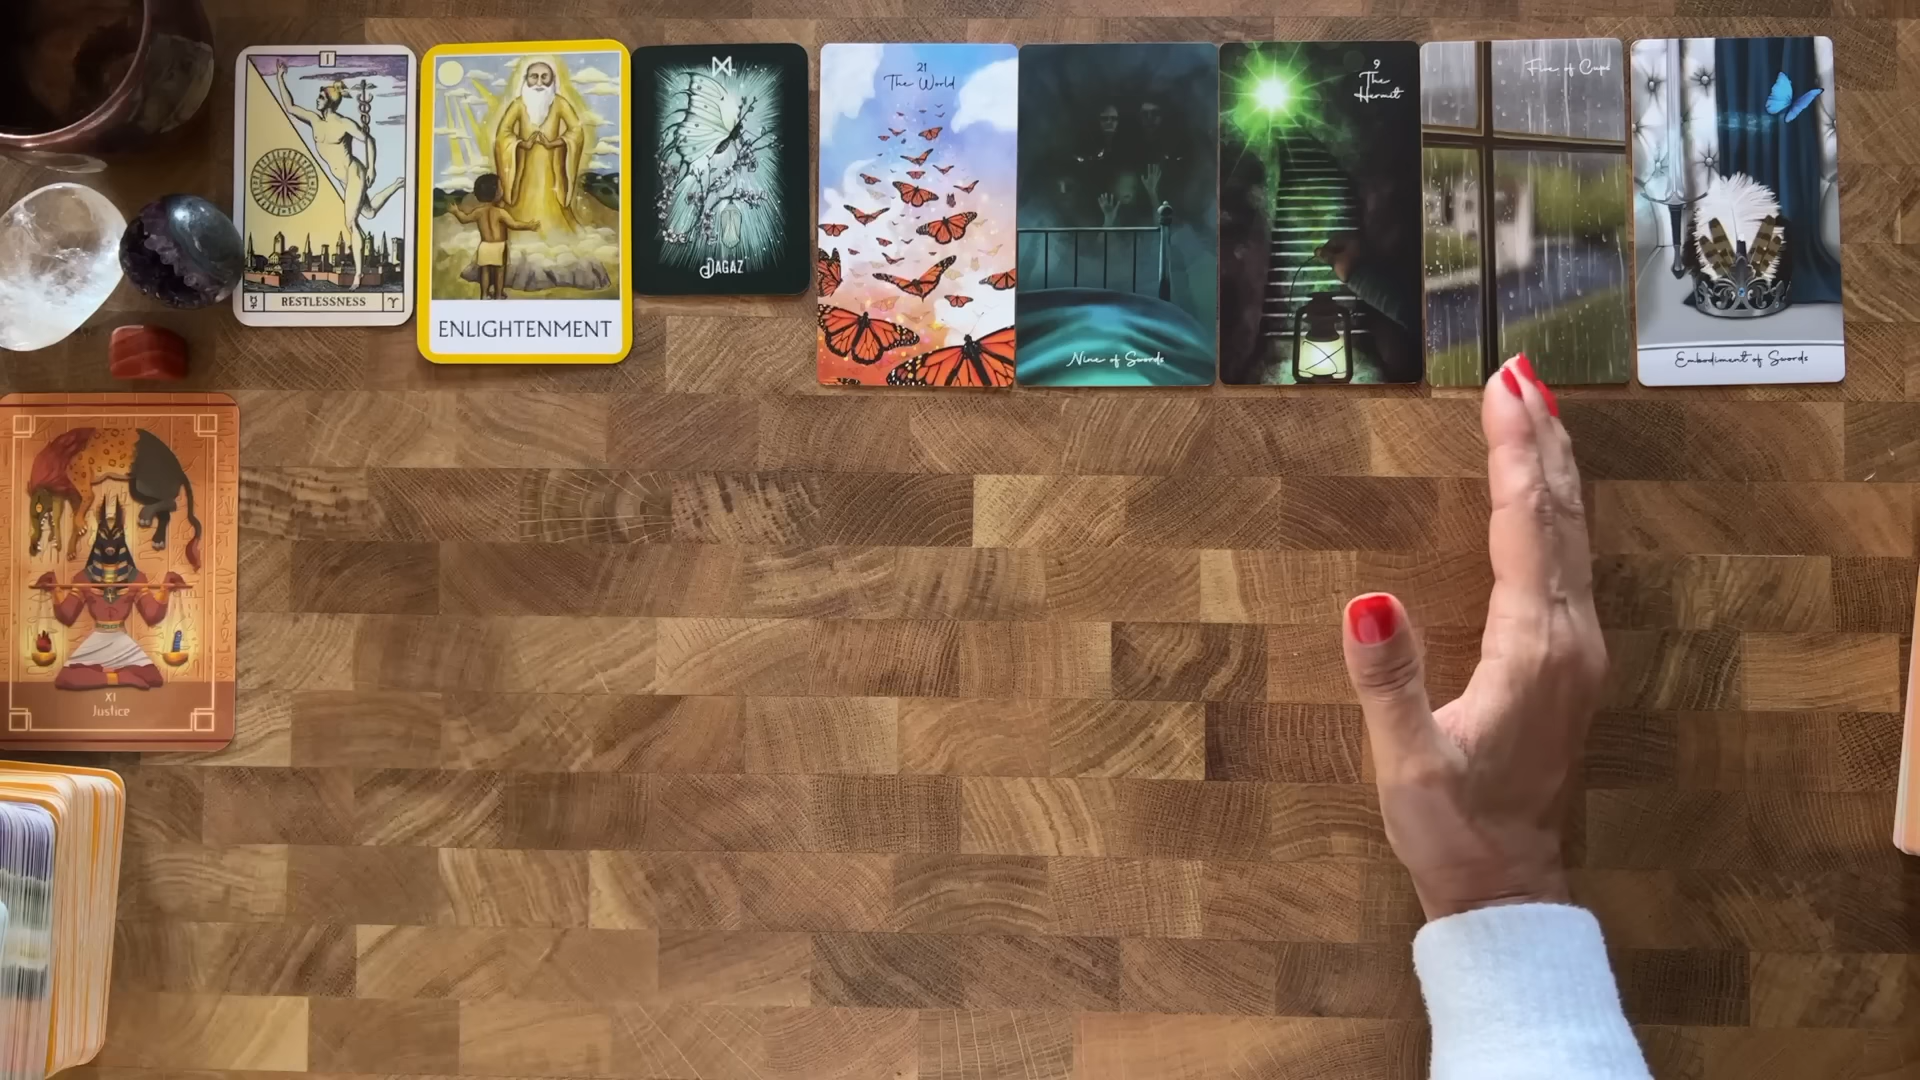 I
RESTLESSNESS
ENLIGHTENMENT
DAGAZ
21
The World
Nine of Swords
9
The
Hermit
Five of Cups
Embodiment of Swords
XI
Justice